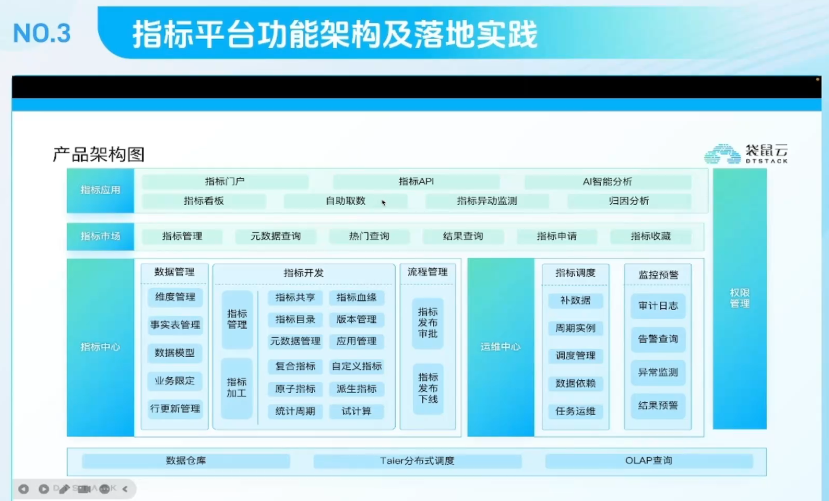 NO.3
指标平台功能架构及落地实践
产品架构图
袋鼠云
DTSTACK
指标应用
指标门户 指标API AI智能分析
指标看板 自助取数 指标异动监测 归因分析
指标市场
指标管理 元数据查询 热门查询 结果查询 指标申请 指标收藏
指标中心
数据管理
维度管理
事实表管理
数据模型
业务限定
行更新管理
指标开发
指标管理
指标加工
指标共享 指标血缘
指标目录 版本管理
元数据管理 应用管理
复合指标 自定义指标
原子指标 派生指标
统计周期 试计算
流程管理
指标发布审批
指标发布下线
运维中心
指标调度
补数据
周期实例
调度管理
数据依赖
任务运维
监控预警
审计日志
告警查询
异常监测
结果预警
权限管理
数据仓库 Taier分布式调度 OLAP查询